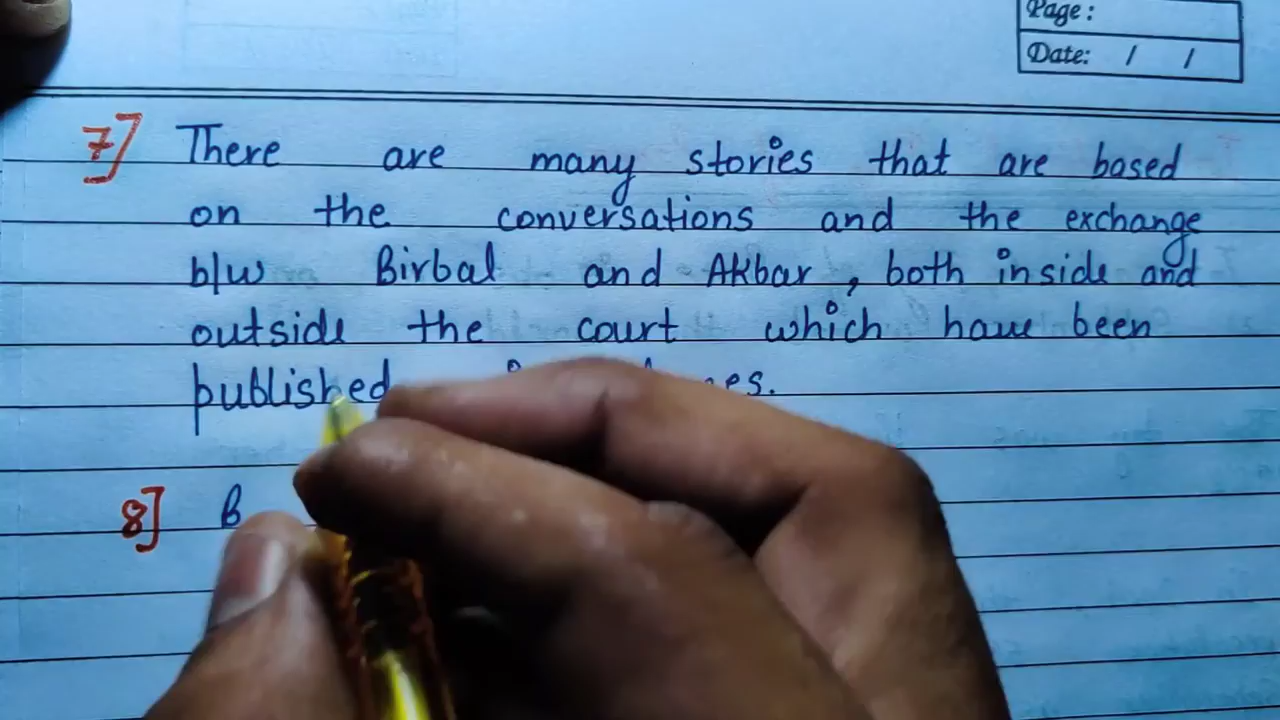 Page:
Date: / /
7] There are many stories that are based
on the conversations and the exchange
b/w Birbal and Akbar, both inside and
outside the court which have been
published
8] B